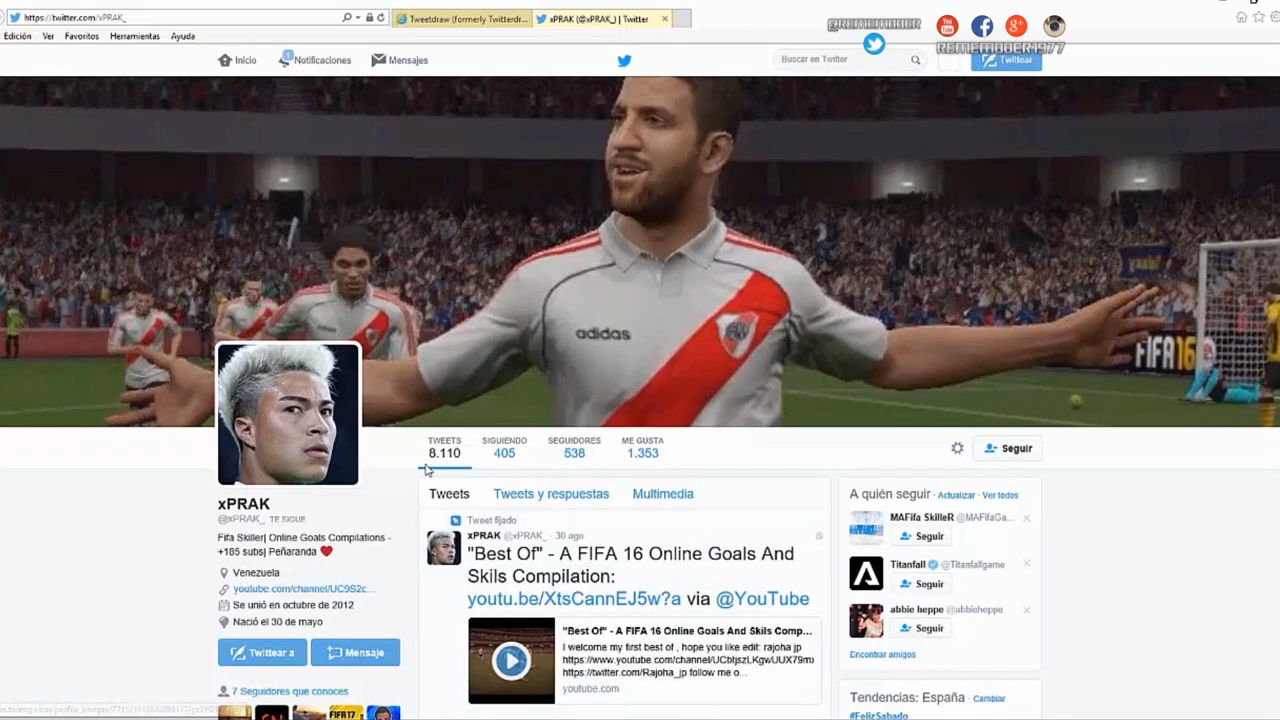 https://twitter.com/xPRAK_
Tweetdraw (formerly Twitterdr...
xPRAK (@xPRAK_) | Twitter
@REMEMBBER
REMEMBBER1977
Edición Ver Favoritos Herramientas Ayuda
Inicio
1
Notificaciones
Mensajes
Buscar en Twitter
Twittear
adidas
FIFA 16
TWEETS
8.110
SIGUIENDO
405
SEGUIDORES
538
ME GUSTA
1.353
Seguir
xPRAK
@xPRAK_ TE SIGUE
Fifa Skiller| Online Goals Compilations -
+185 subs| Peñaranda ❤
Venezuela
youtube.com/channel/UC9S2c...
Se unió en octubre de 2012
Nació el 30 de mayo
Twittear a
Mensaje
7 Seguidores que conoces
FIFA17
Tweets
Tweets y respuestas
Multimedia
Tweet fijado
xPRAK @xPRAK_ · 30 ago.
"Best Of" - A FIFA 16 Online Goals And
Skils Compilation:
youtu.be/XtsCannEJ5w?a via @YouTube
"Best Of" - A FIFA 16 Online Goals And Skils Comp...
I welcome my first best of , hope you like edit: rajoha jp
https://www.youtube.com/channel/UCbtjszLKgwUUX79mx
https://twitter.com/Rajoha_jp follow me o...
youtube.com
A quién seguir · Actualizar · Ver todos
MAFifa SkilleR @MAFifaGa...
Seguir
Titanfall @Titanfallgame
Seguir
abbie heppe @abbieheppe
Seguir
Encontrar amigos
Tendencias: España · Cambiar
#FelizSabado